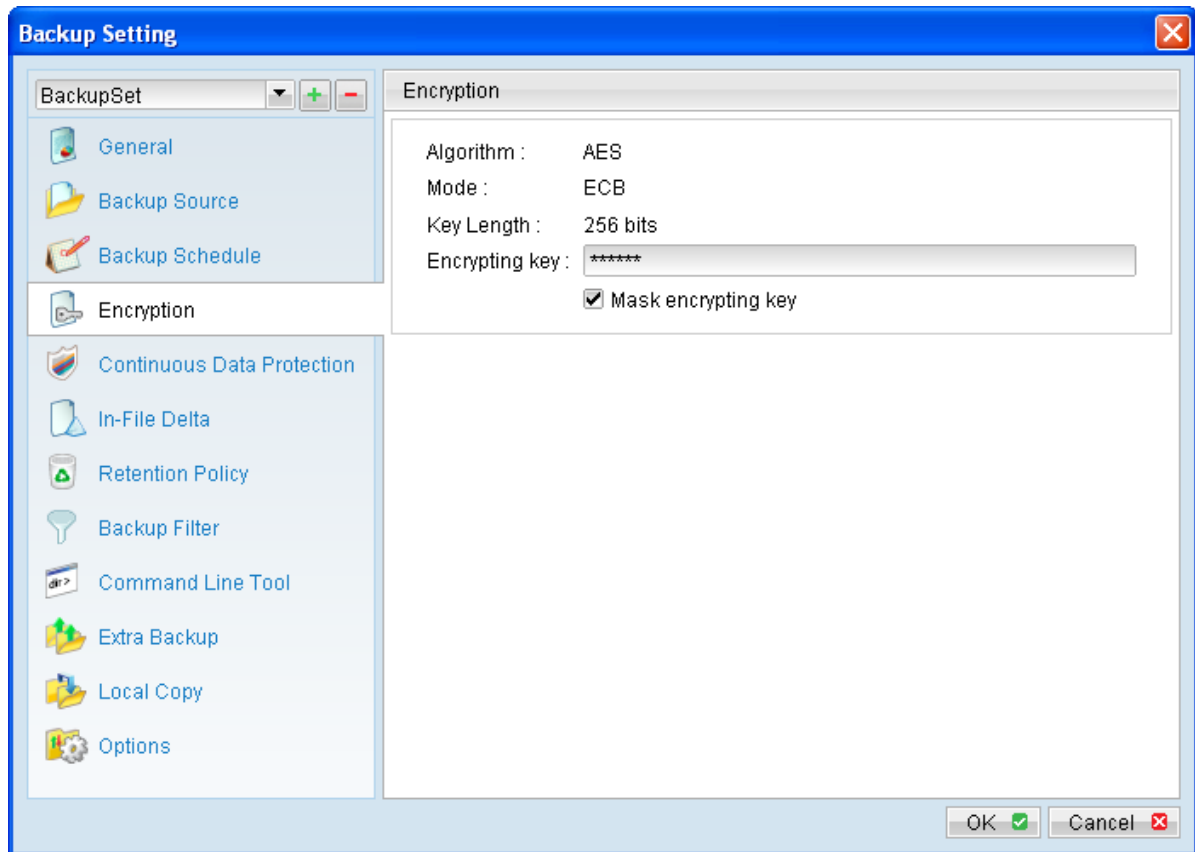 Backup Setting
BackupSet
General
Backup Source
Backup Schedule
Encryption
Continuous Data Protection
In-File Delta
Retention Policy
Backup Filter
dir>
Command Line Tool
Extra Backup
Local Copy
Options
Encryption
Algorithm : AES
Mode : ECB
Key Length : 256 bits
Encrypting key : ******
Mask encrypting key
OK
Cancel